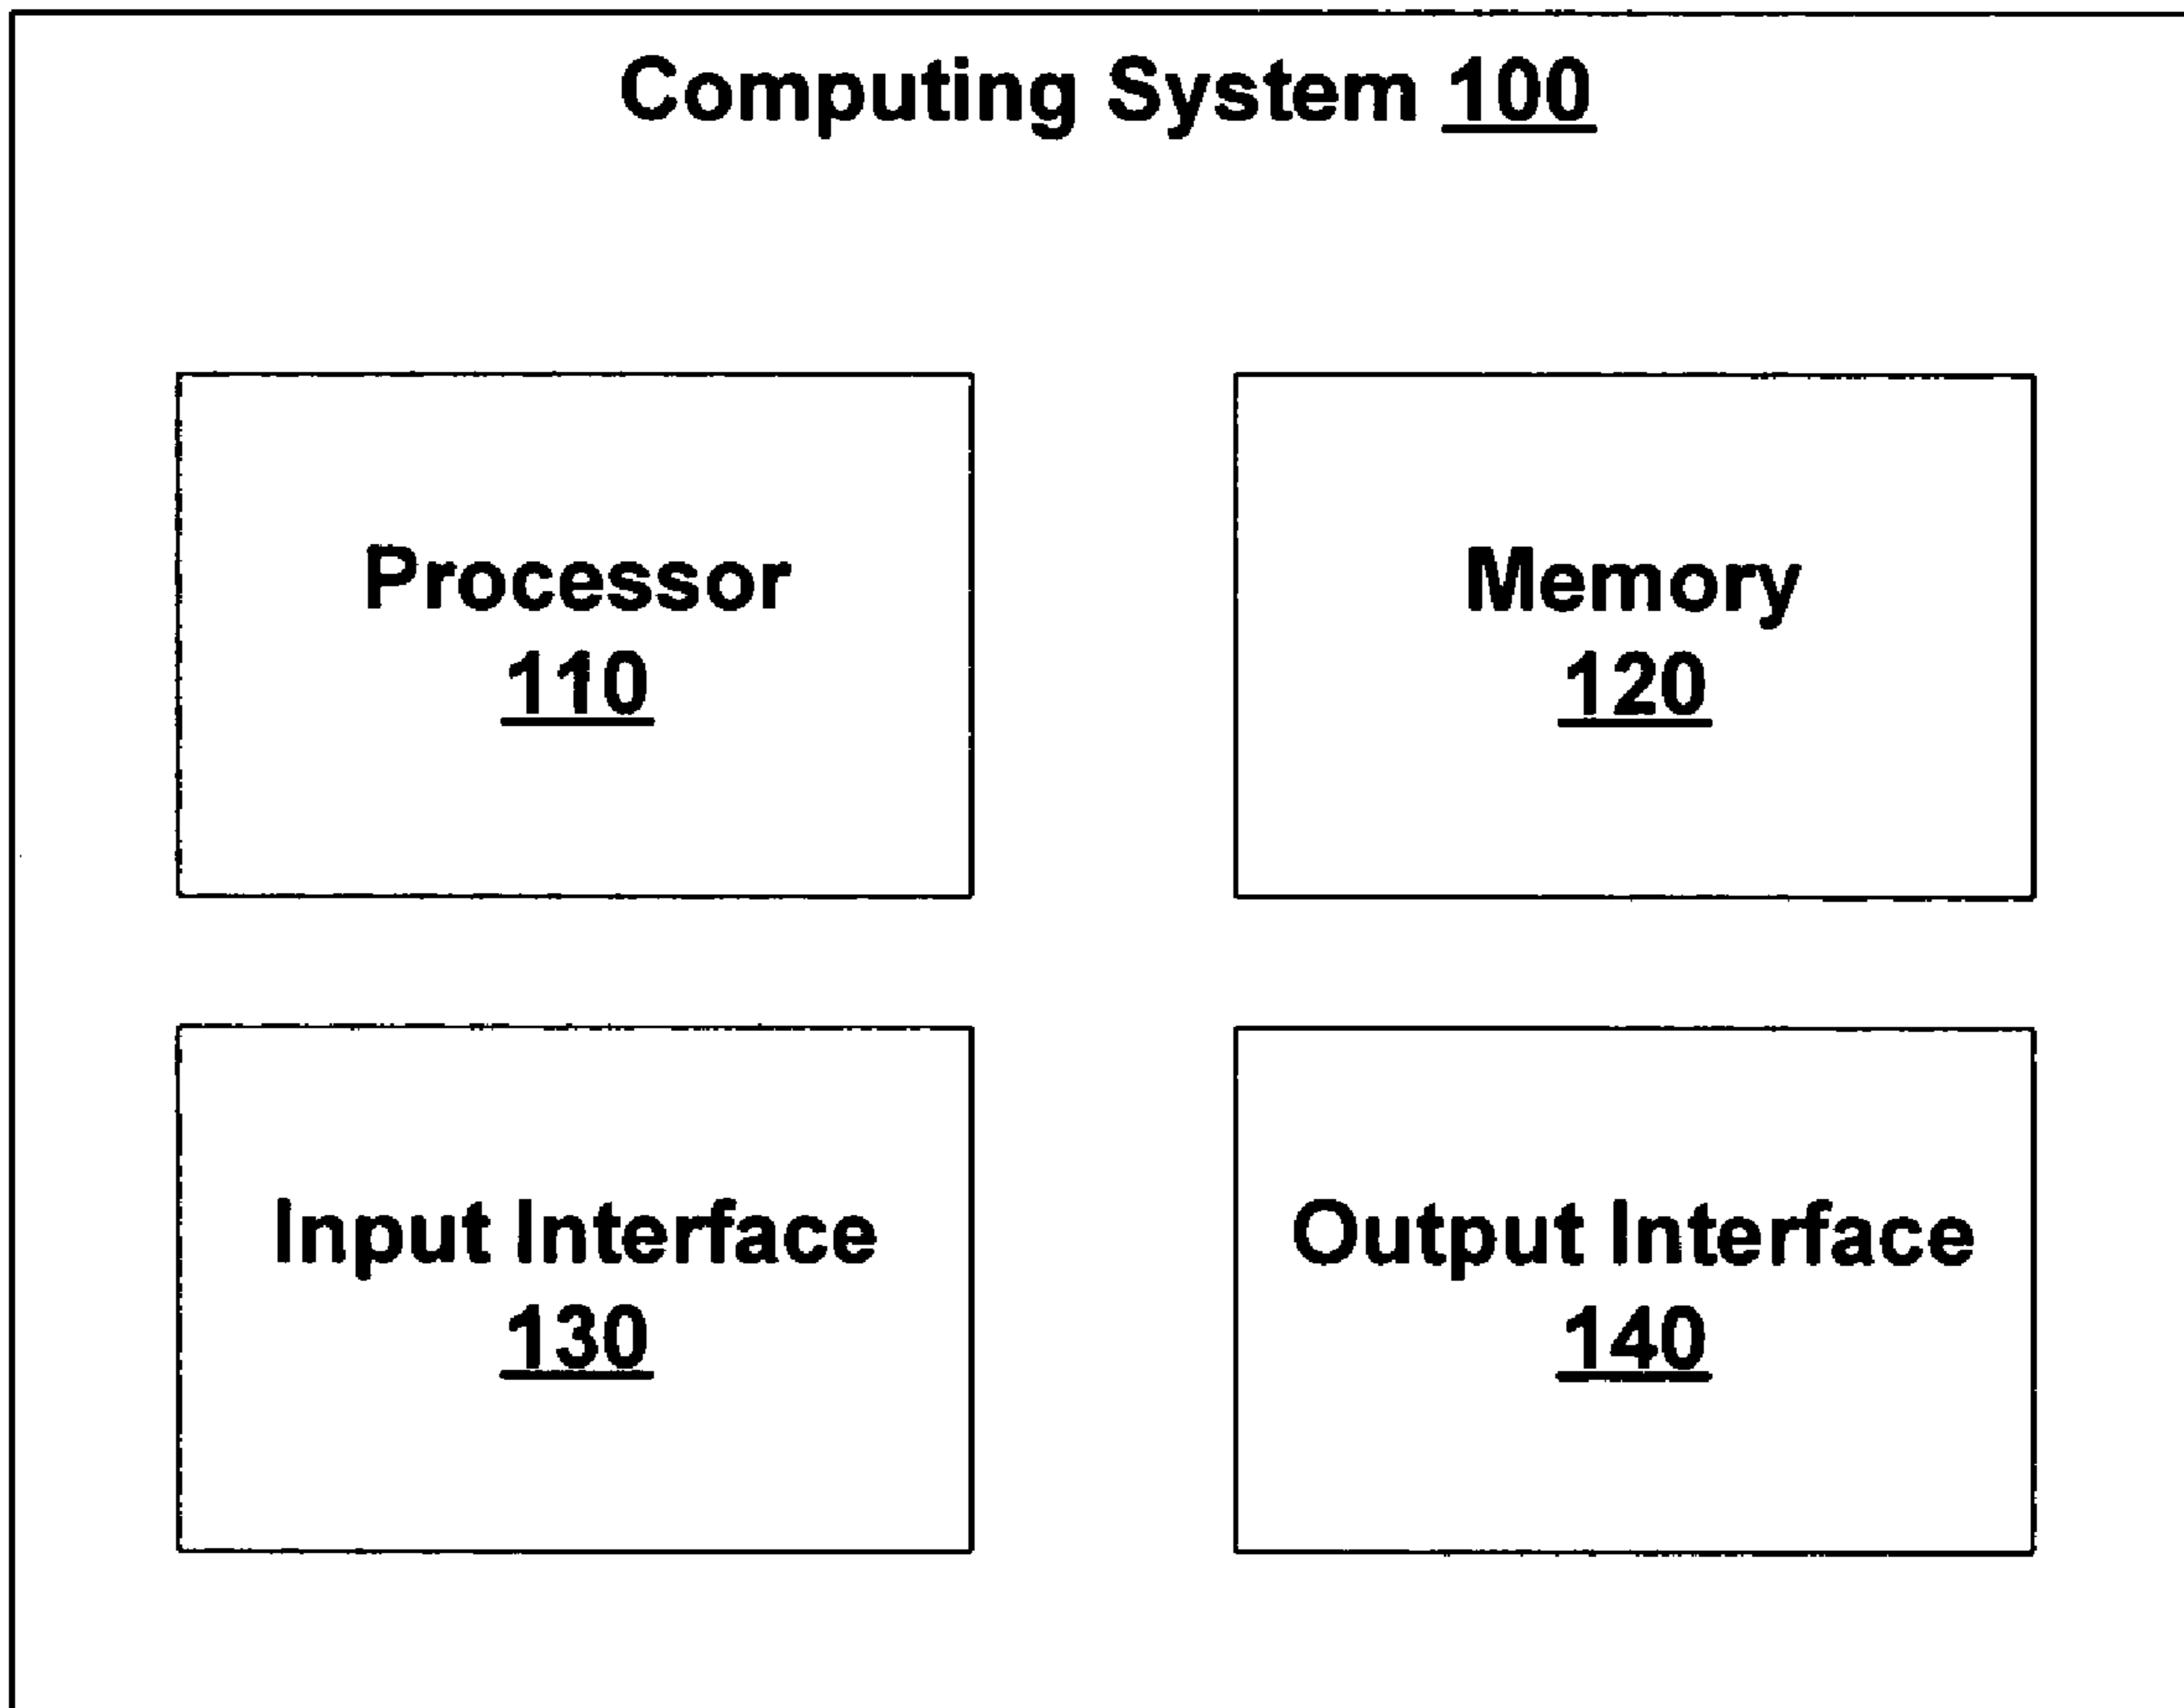 Computing System 100
Processor
110
Memory
120
Input Interface
130
Output Interface
140